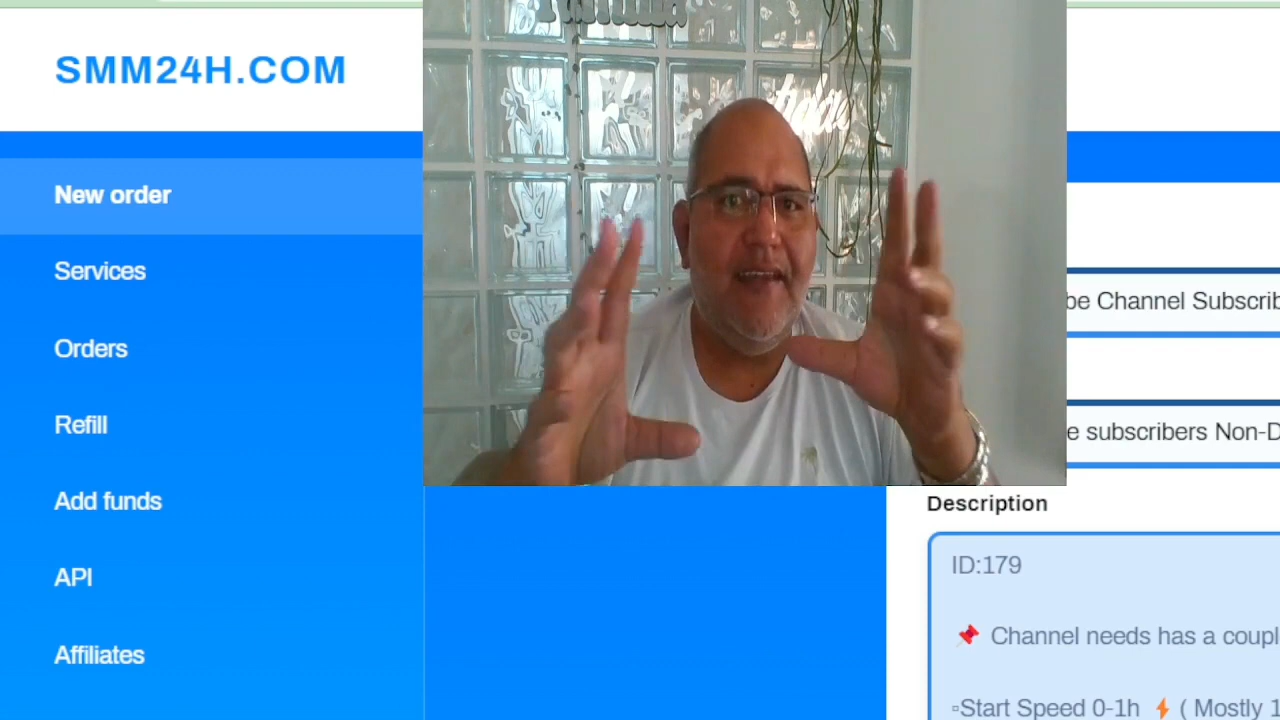 SMM24H.COM
New order
Services
Orders
Refill
Add funds
API
Affiliates
be Channel Subscrib
e subscribers Non-D
Description
ID:179
📌 Channel needs has a coupl
▫Start Speed 0-1h ⚡ ( Mostly 1